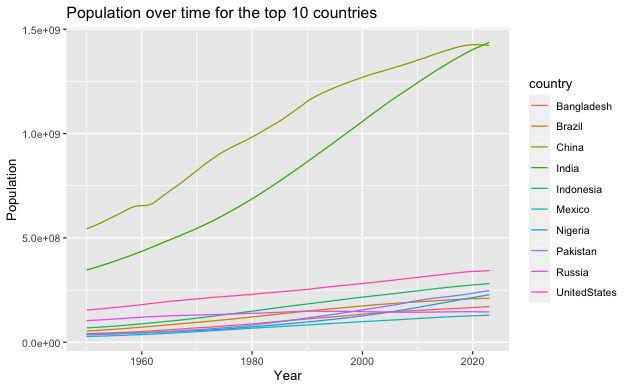 Population over time for the top 10 countries
1.5e+09
1.0e+09
5.0e+08
0.0e+00
Population
1960
1980
2000
2020
Year
country
Bangladesh
Brazil
China
India
Indonesia
Mexico
Nigeria
Pakistan
Russia
UnitedStates